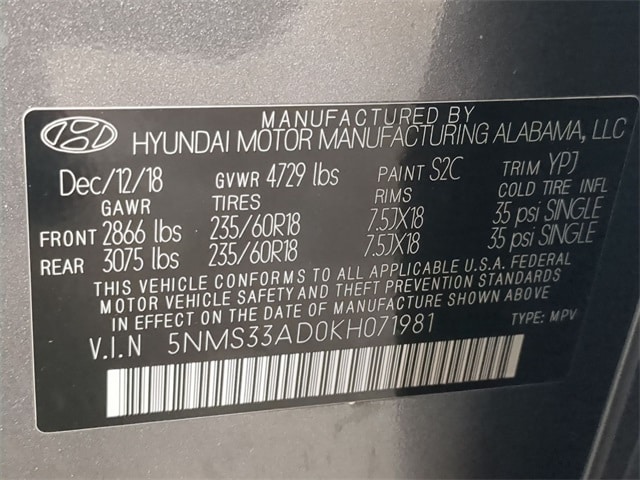 MANUFACTURED BY
HYUNDAI MOTOR MANUFACTURING ALABAMA, LLC
Dec/12/18 GVWR 4729 lbs PAINT S2C TRIM YPJ
GAWR TIRES RIMS COLD TIRE INFL
FRONT 2866 lbs 235/60R18 7.5JX18 35 psi SINGLE
REAR 3075 lbs 235/60R18 7.5JX18 35 psi SINGLE
THIS VEHICLE CONFORMS TO ALL APPLICABLE U.S.A. FEDERAL
MOTOR VEHICLE SAFETY AND THEFT PREVENTION STANDARDS
IN EFFECT ON THE DATE OF MANUFACTURE SHOWN ABOVE
V.I.N 5NMS33AD0KH071981 TYPE: MPV